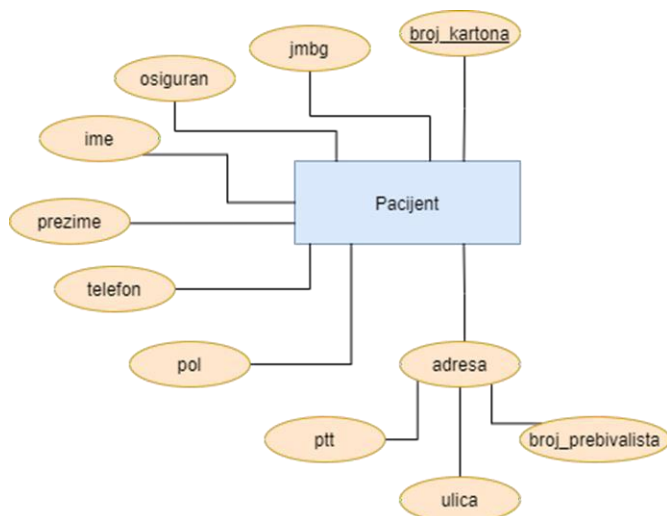 broj_kartona
jmbg
osiguran
ime
Pacijent
prezime
telefon
pol
adresa
ptt
broj_prebivalista
ulica